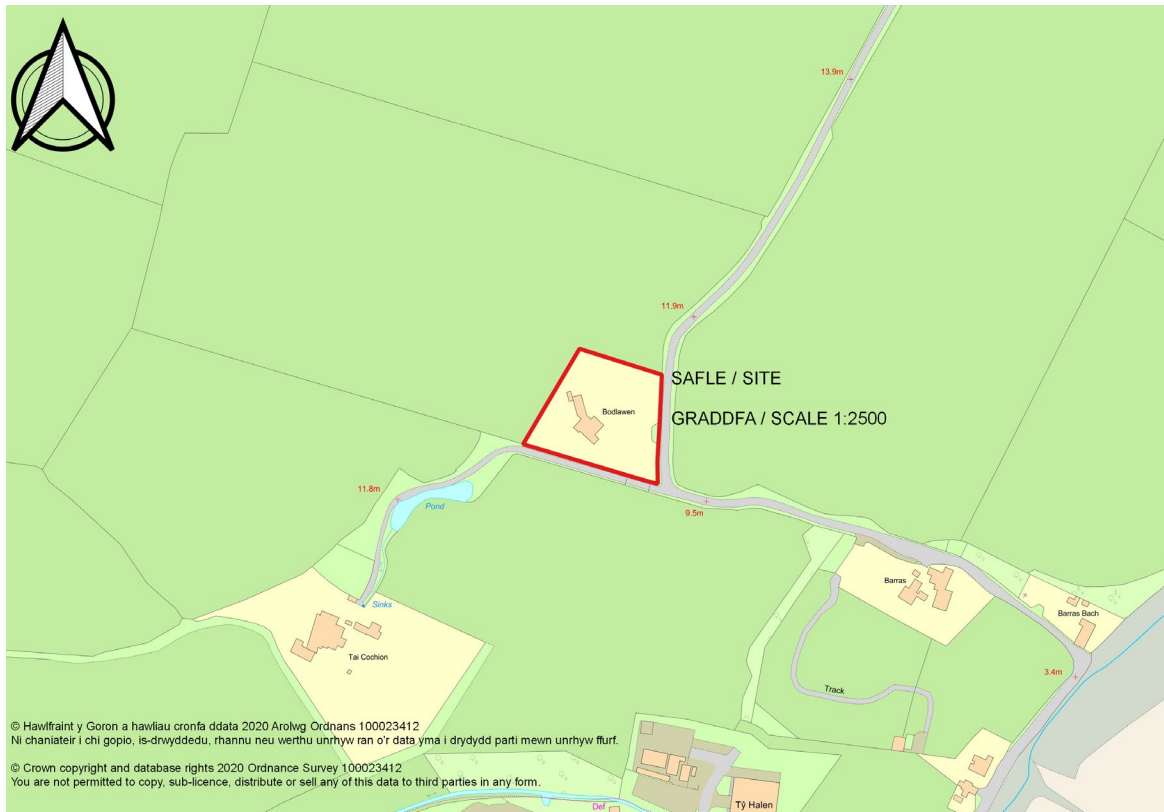 13.9m
11.9m
SAFLE / SITE
Bodlawen
GRADDFA / SCALE 1:2500
11.8m
Pond
9.5m
Barras
Sinks
Barras Bach
Tai Cochion
3.4m
Track
© Hawlfraint y Goron a hawliau cronfa ddata 2020 Arolwg Ordnans 100023412
Ni chaniateir i chi gopio, is-drwyddedu, rhannu neu werthu unrhyw ran o'r data yma i drydydd parti mewn unrhyw ffurf.
© Crown copyright and database rights 2020 Ordnance Survey 100023412
You are not permitted to copy, sub-licence, distribute or sell any of this data to third parties in any form.
Def
Tŷ Halen